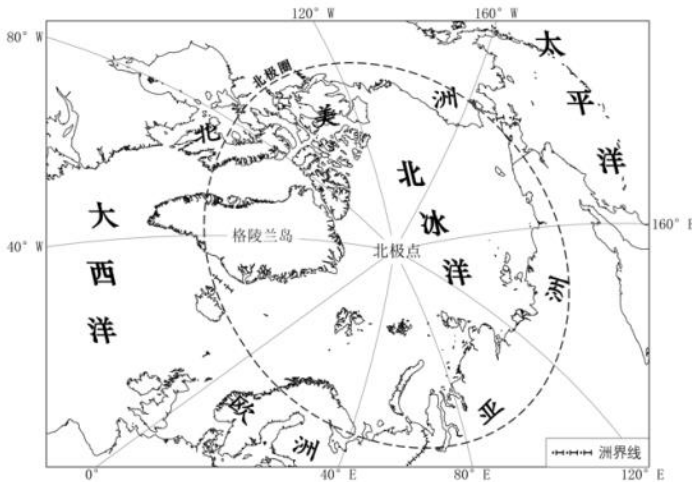 120° W
160° W
80° W
北极圈
太平洋
北美洲
北冰洋
大西洋
格陵兰岛
北极点
160° E
40° W
亚洲
欧洲
洲界线
0°
40° E
80° E
120° E